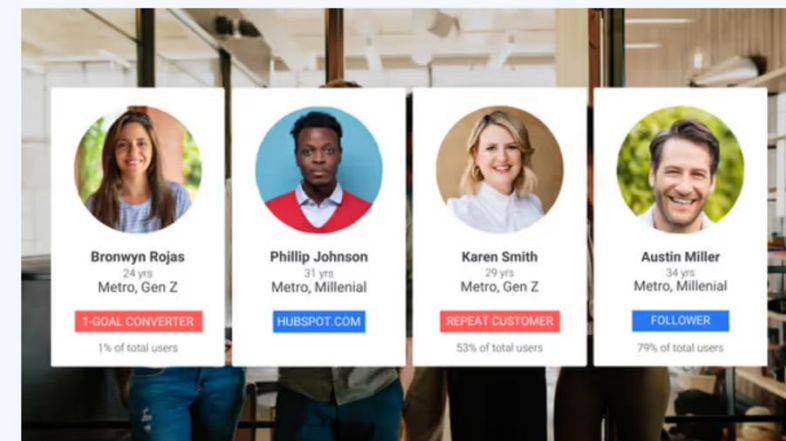 Bronwyn Rojas
24 yrs
Metro, Gen Z
1-GOAL CONVERTER
1% of total users
Phillip Johnson
31 yrs
Metro, Millenial
HUBSPOT.COM
Karen Smith
29 yrs
Metro, Gen Z
REPEAT CUSTOMER
53% of total users
Austin Miller
34 yrs
Metro, Millenial
FOLLOWER
79% of total users